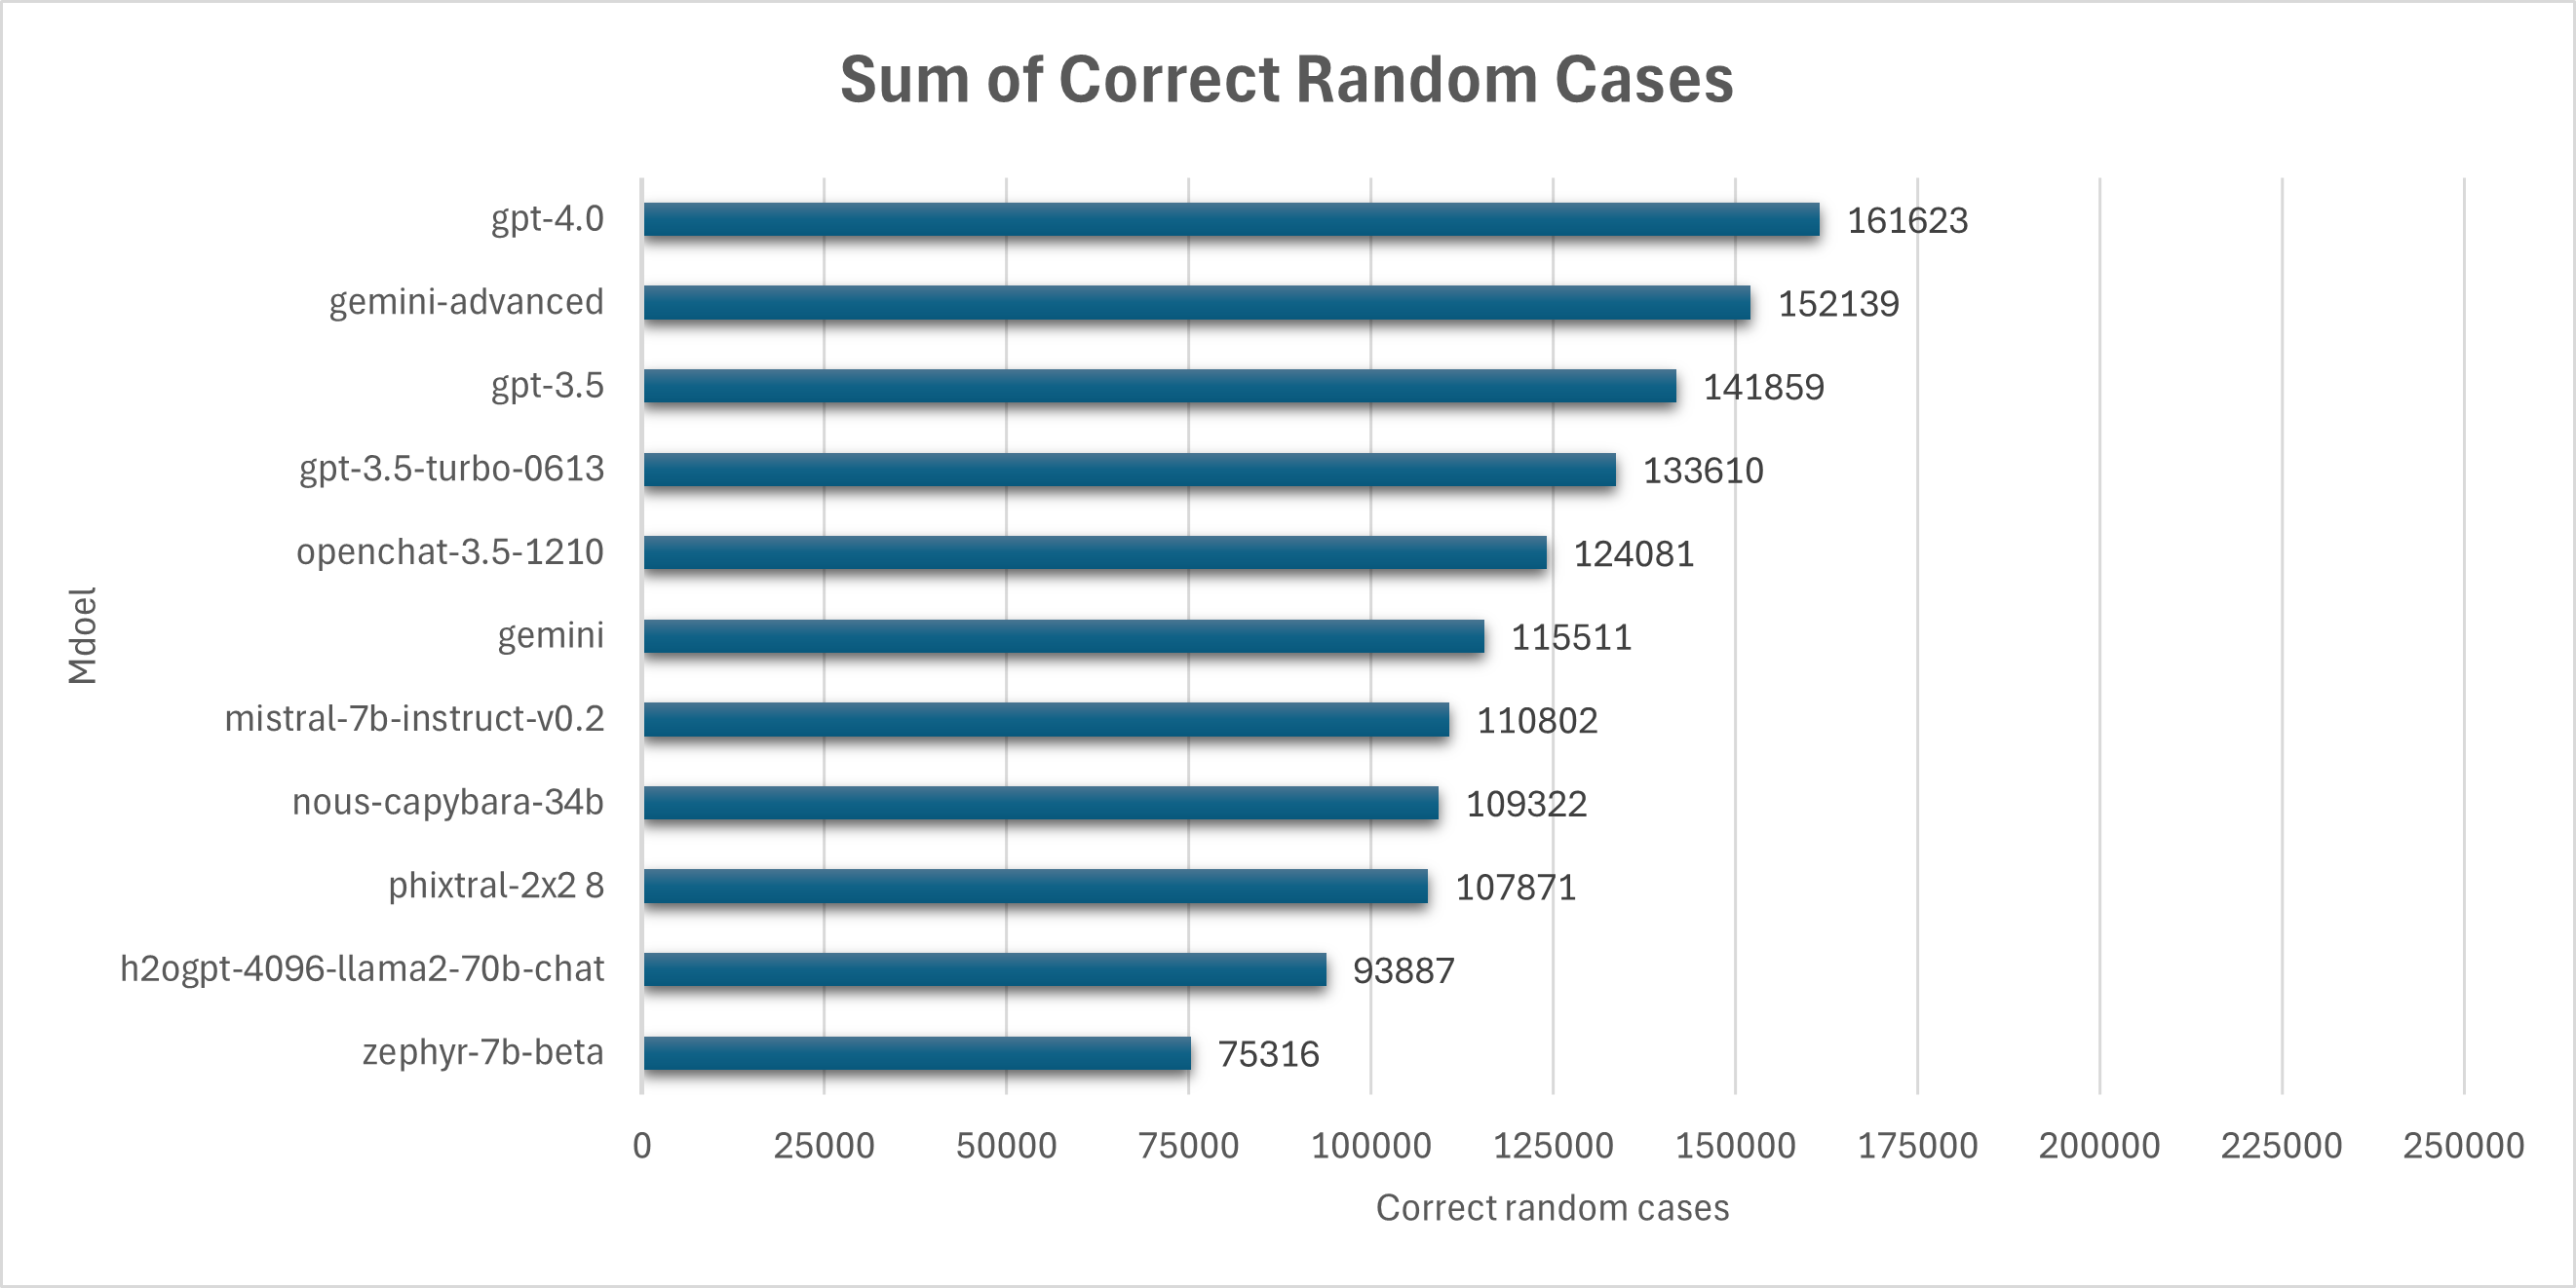 Sum of Correct Random Cases
Mdoel
gpt-4.0 161623
gemini-advanced 152139
gpt-3.5 141859
gpt-3.5-turbo-0613 133610
openchat-3.5-1210 124081
gemini 115511
mistral-7b-instruct-v0.2 110802
nous-capybara-34b 109322
phixtral-2x2 8 107871
h2ogpt-4096-llama2-70b-chat 93887
zephyr-7b-beta 75316
0 25000 50000 75000 100000 125000 150000 175000 200000 225000 250000
Correct random cases